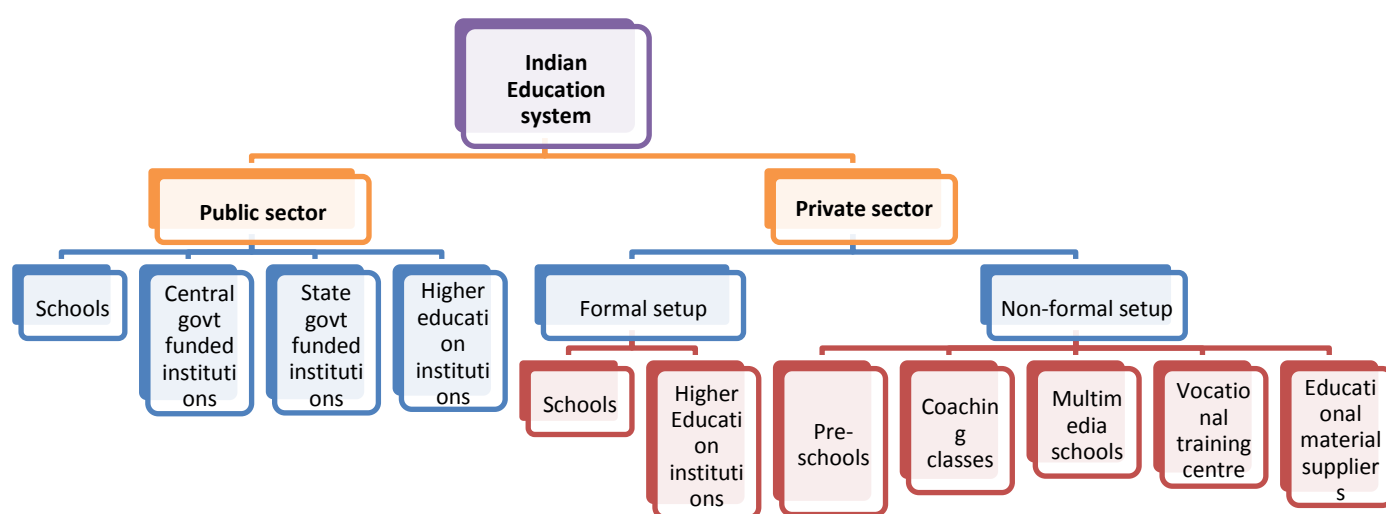 Indian
Education
system
Public sector
Private sector
Schools
Central
govt
funded
instituti
ons
State
govt
funded
instituti
ons
Higher
educati
on
instituti
ons
Formal setup
Non-formal setup
Schools
Higher
Educati
on
instituti
ons
Pre-
schools
Coachin
g
classes
Multim
edia
schools
Vocatio
nal
training
centre
Educati
onal
material
supplier
s